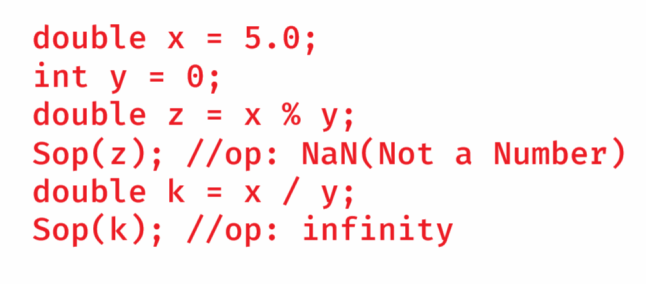 double x = 5.0;
int y = 0;
double z = x % y;
Sop(z); //op: NaN(Not a Number)
double k = x / y;
Sop(k); //op: infinity